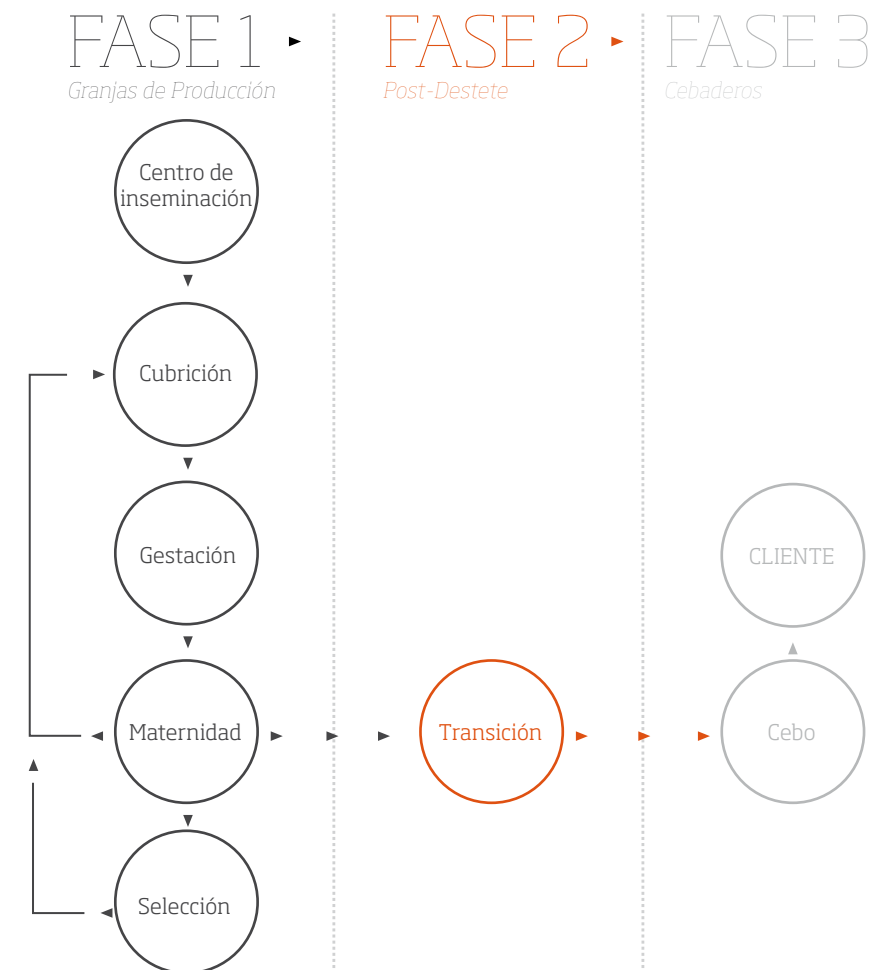 FASE 1
Granjas de Producción
FASE 2
Post-Destete
FASE 3
Cebaderos
Centro de
inseminación
Cubrición
Gestación
CLIENTE
Maternidad
Transición
Cebo
Selección